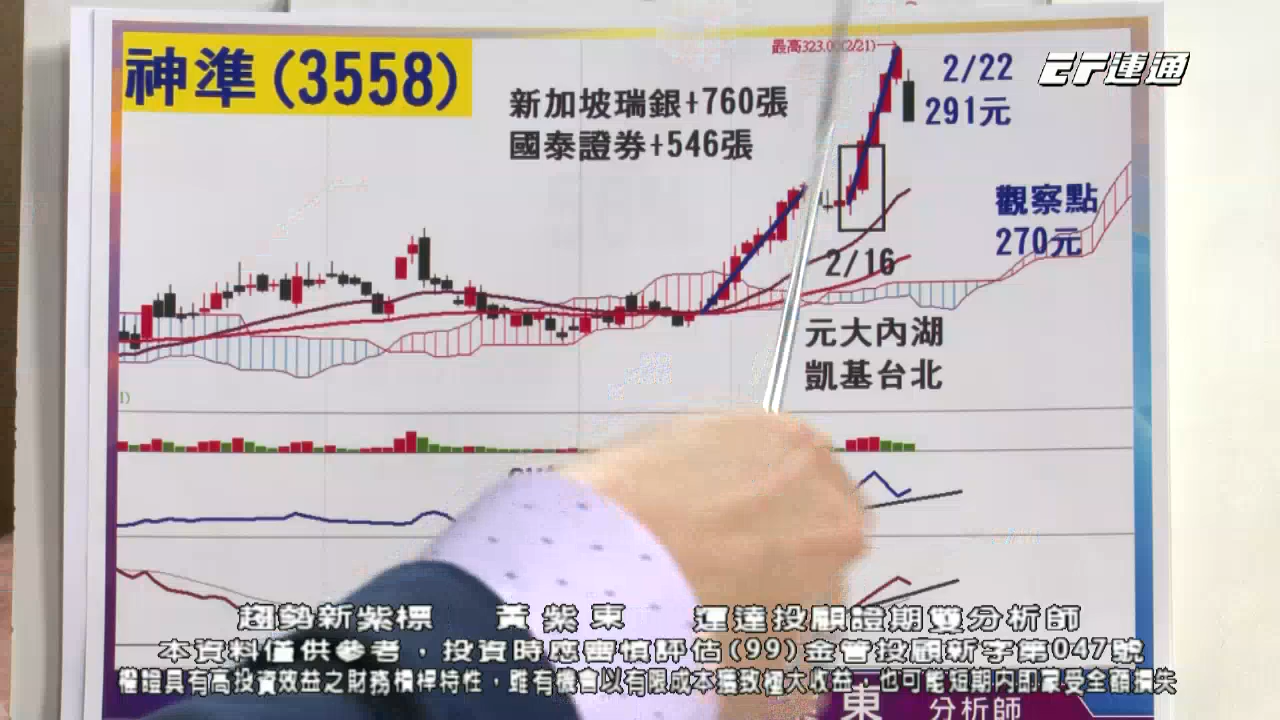 神準(3558)
最高323.00(2/21)
2/22
291元
運通
新加坡瑞銀+760張
國泰證券+546張
觀察點
270元
2/16
元大內湖
凱基台北
趨勢新紫標 黃紫東 運達投顧證期雙分析師
本資料僅供參考，投資時應審慎評估(99)金管投顧新字第047號
權證具有高投資效益之財務槓桿特性，雖有機會以有限成本獲致極大收益，也可能短期內即蒙受全額損失
東
分析師